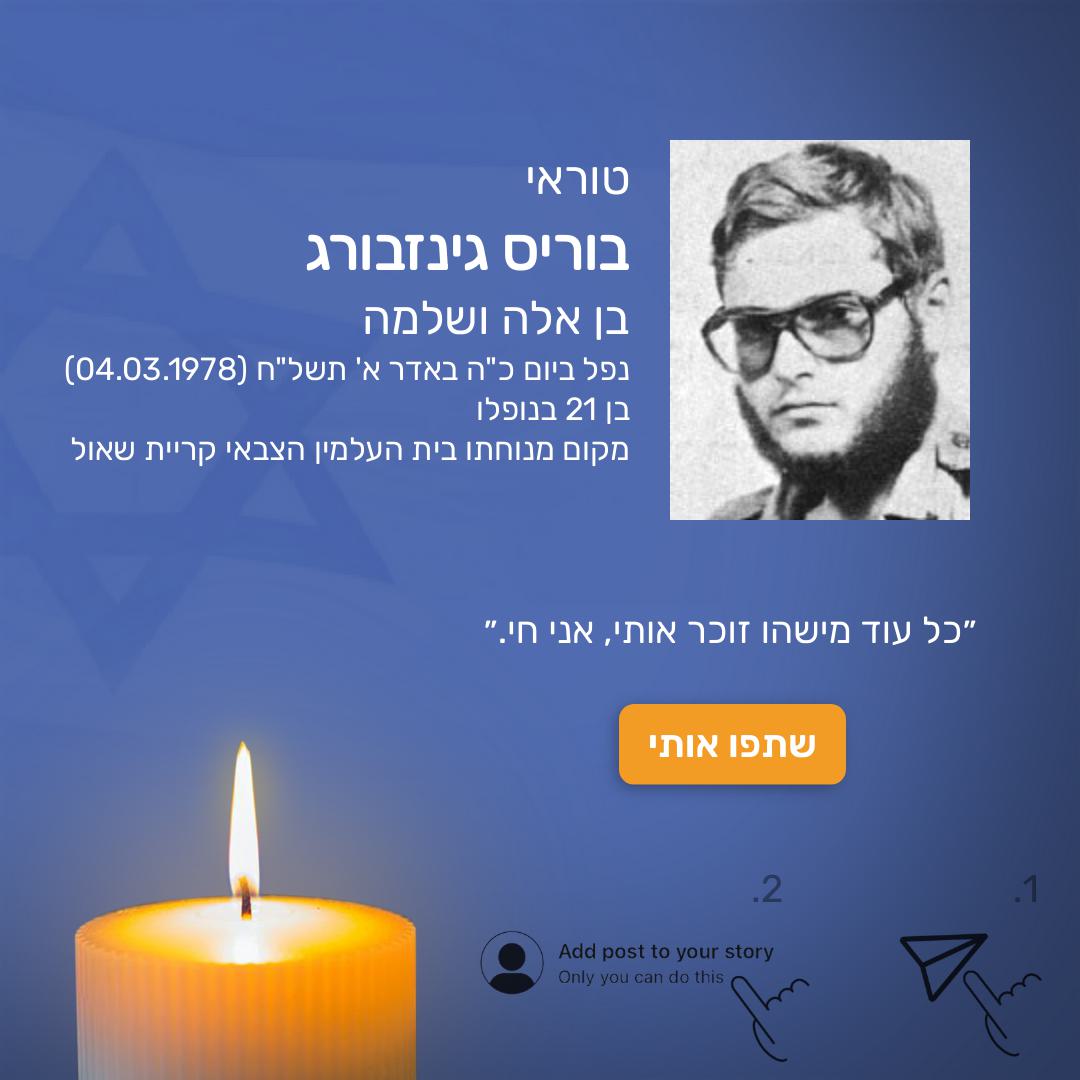 טוראי
בוריס גינזבורג
בן אלה ושלמה
נפל ביום כ"ה באדר א' תשל"ח (04.03.1978)
בן 21 בנופלו
מקום מנוחתו בית העלמין הצבאי קריית שאול
״כל עוד מישהו זוכר אותי, אני חי.״
שתפו אותי
.1
.2
Add post to your story
Only you can do this